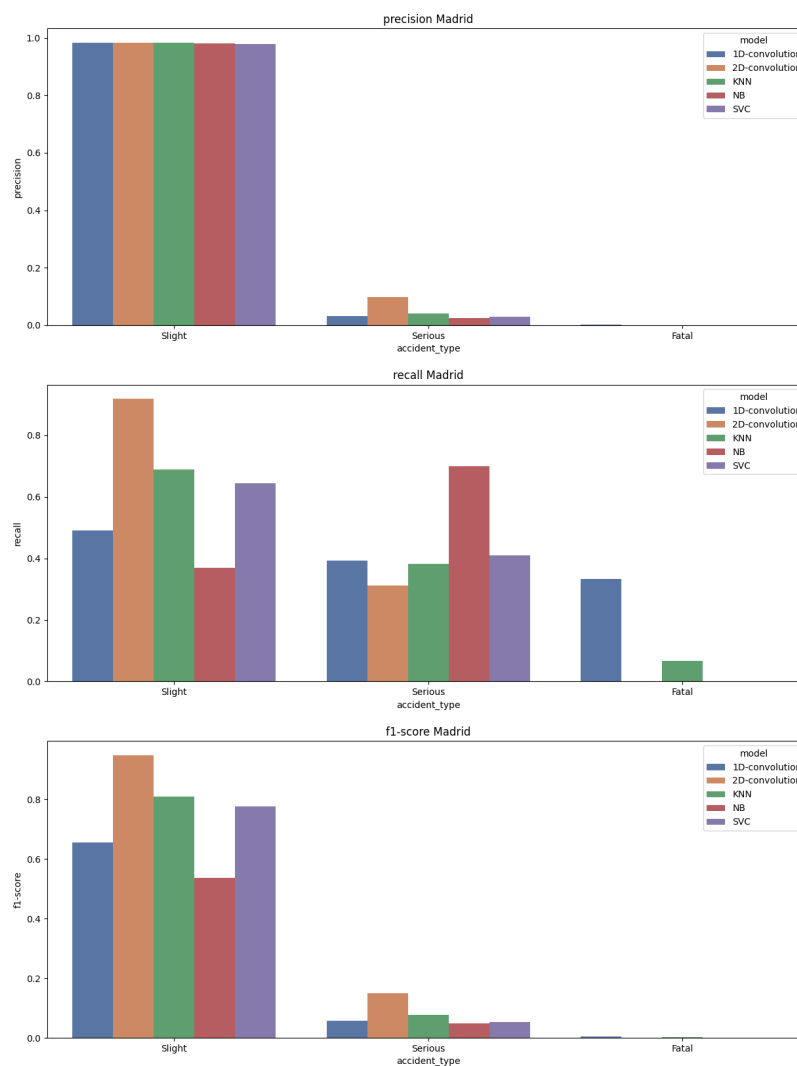 precision Madrid
model
1D-convolution
2D-convolution
KNN
NB
SVC
1.0
0.8
0.6
0.4
0.2
0.0
precision
Slight Serious Fatal
accident_type
recall Madrid
model
1D-convolution
2D-convolution
KNN
NB
SVC
0.8
0.6
0.4
0.2
0.0
recall
Slight Serious Fatal
accident_type
f1-score Madrid
model
1D-convolution
2D-convolution
KNN
NB
SVC
0.8
0.6
0.4
0.2
0.0
f1-score
Slight Serious Fatal
accident_type